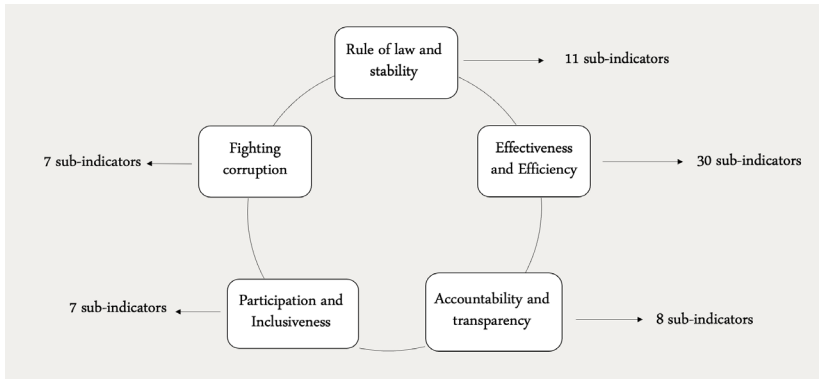 Rule of law and
stability
11 sub-indicators
Fighting
corruption
7 sub-indicators
Effectiveness
and Efficiency
30 sub-indicators
Participation and
Inclusiveness
7 sub-indicators
Accountability and
transparency
8 sub-indicators